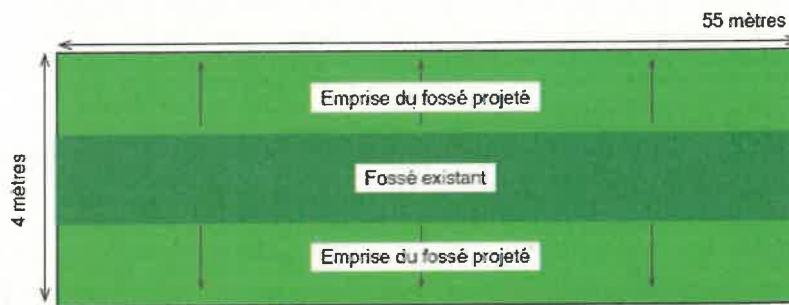 55 mètres
Emprise du fossé projeté
Fossé existant
4 mètres
Emprise du fossé projeté